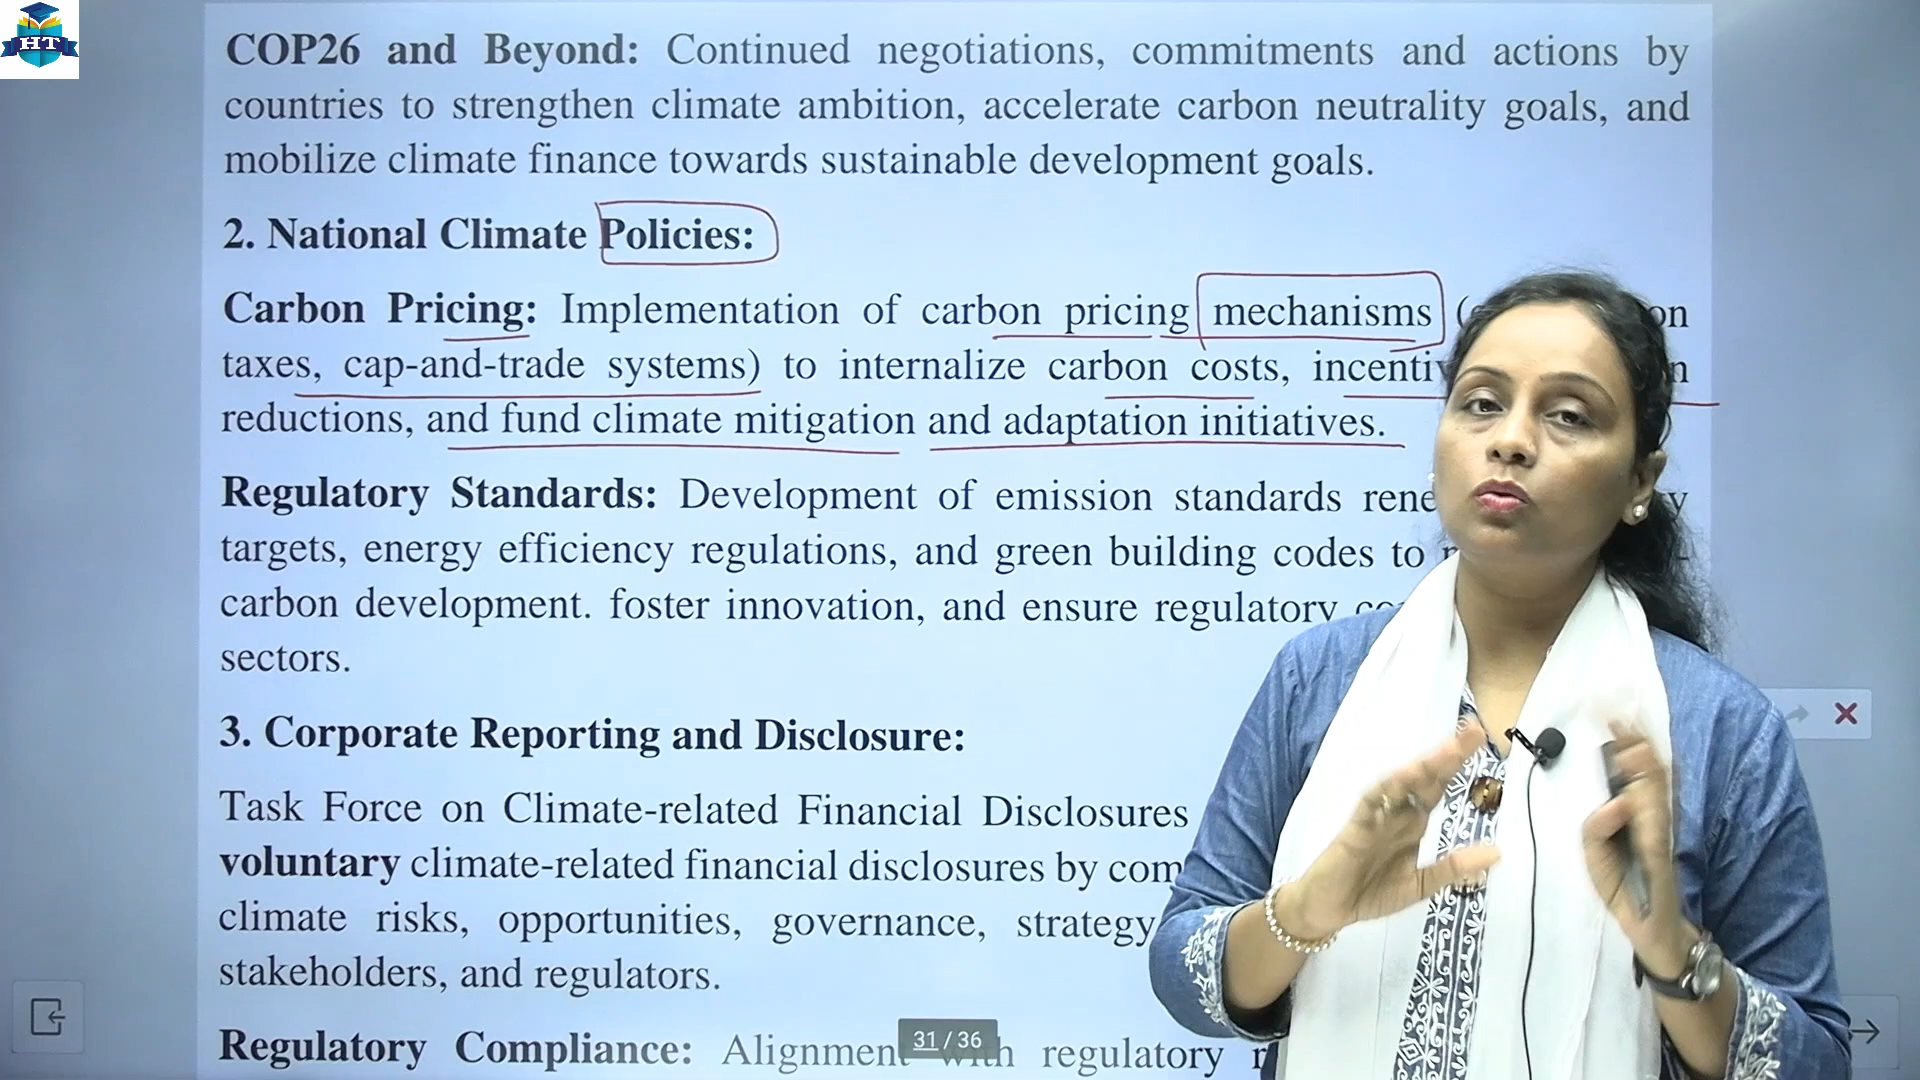 HT
COP26 and Beyond: Continued negotiations, commitments and actions by
countries to strengthen climate ambition, accelerate carbon neutrality goals, and
mobilize climate finance towards sustainable development goals.
2. National Climate Policies:
Carbon Pricing: Implementation of carbon pricing mechanisms (
taxes, cap-and-trade systems) to internalize carbon costs,
reductions, and fund climate mitigation and adaptation initiatives.
Regulatory Standards: Development of emission standards
targets, energy efficiency regulations, and green building codes to
carbon development. foster innovation, and ensure regulatory
sectors.
3. Corporate Reporting and Disclosure:
Task Force on Climate-related Financial Disclosures
voluntary climate-related financial disclosures by
climate risks, opportunities, governance, strategy
stakeholders, and regulators.
Regulatory Compliance: Alignment with regulatory
31 / 36